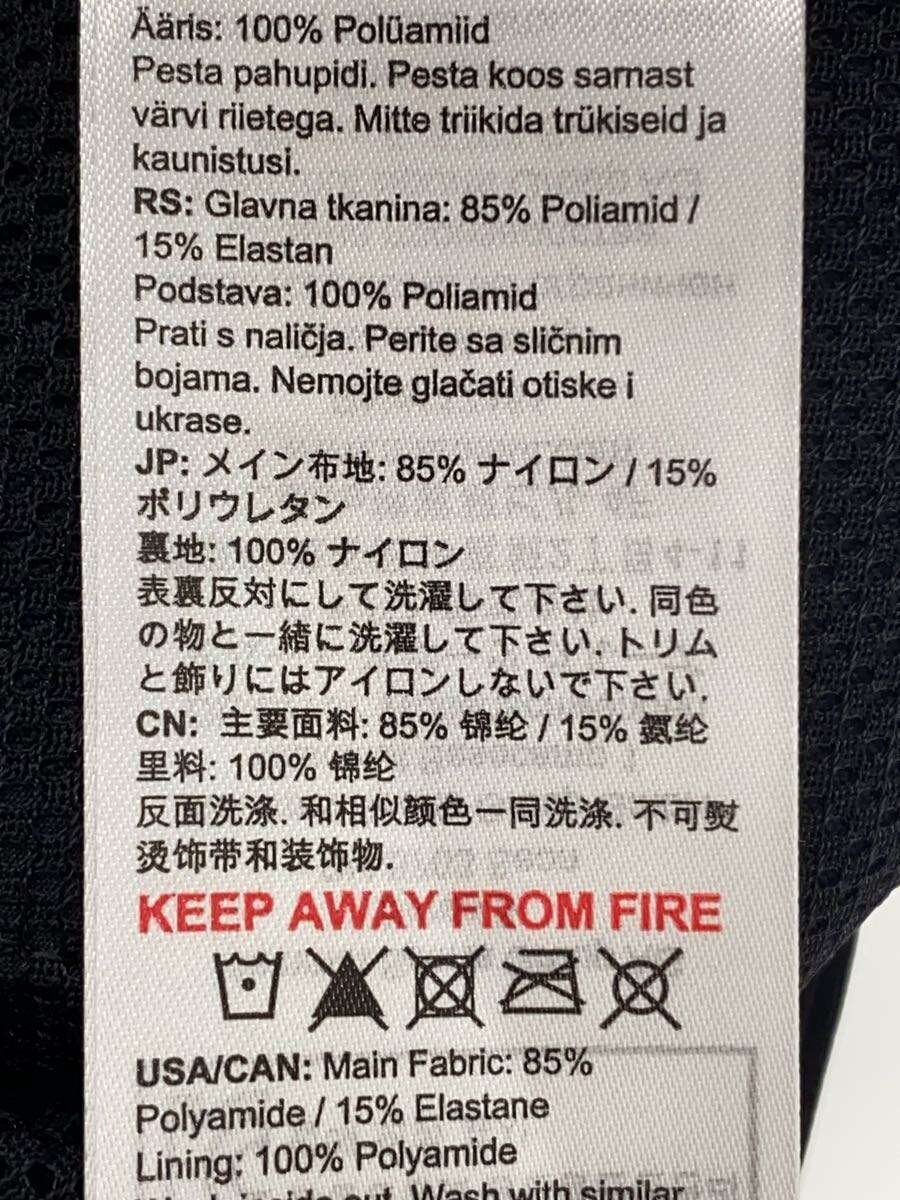 Ääris: 100% Polüamiid
Pesta pahupidi. Pesta koos sarnast
värvi riietega. Mitte triikida trükiseid ja
kaunistusi.
RS: Glavna tkanina: 85% Poliamid /
15% Elastan
Podstava: 100% Poliamid
Prati s naličja. Perite sa sličnim
bojama. Nemojte glačati otiske i
ukrase.
JP: メイン布地: 85% ナイロン / 15%
ポリウレタン
裏地: 100% ナイロン
表裏反対にして洗濯して下さい. 同色
の物と一緒に洗濯して下さい. トリム
と飾りにはアイロンしないで下さい.
CN: 主要面料: 85% 锦纶 / 15% 氨纶
里料: 100% 锦纶
反面洗涤. 和相似颜色一同洗涤. 不可熨
烫饰带和装饰物.
KEEP AWAY FROM FIRE
USA/CAN: Main Fabric: 85%
Polyamide / 15% Elastane
Lining: 100% Polyamide
Wash inside out. Wash with similar